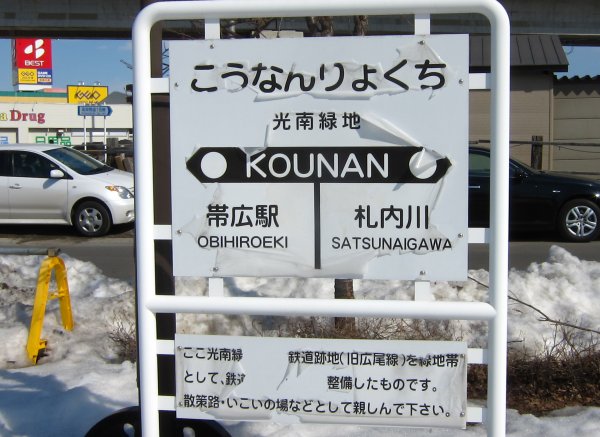 BEST
GEO
Drug
こうなんりょくち
光南緑地
KOUNAN
帯広駅
札内川
OBIHIROEKI
SATSUNAIGAWA
ここ光南緑 鉄道跡地(旧広尾線)を緑地帯
として、鉄道 整備したものです。
散策路・いこいの場などとして親しんで下さい。